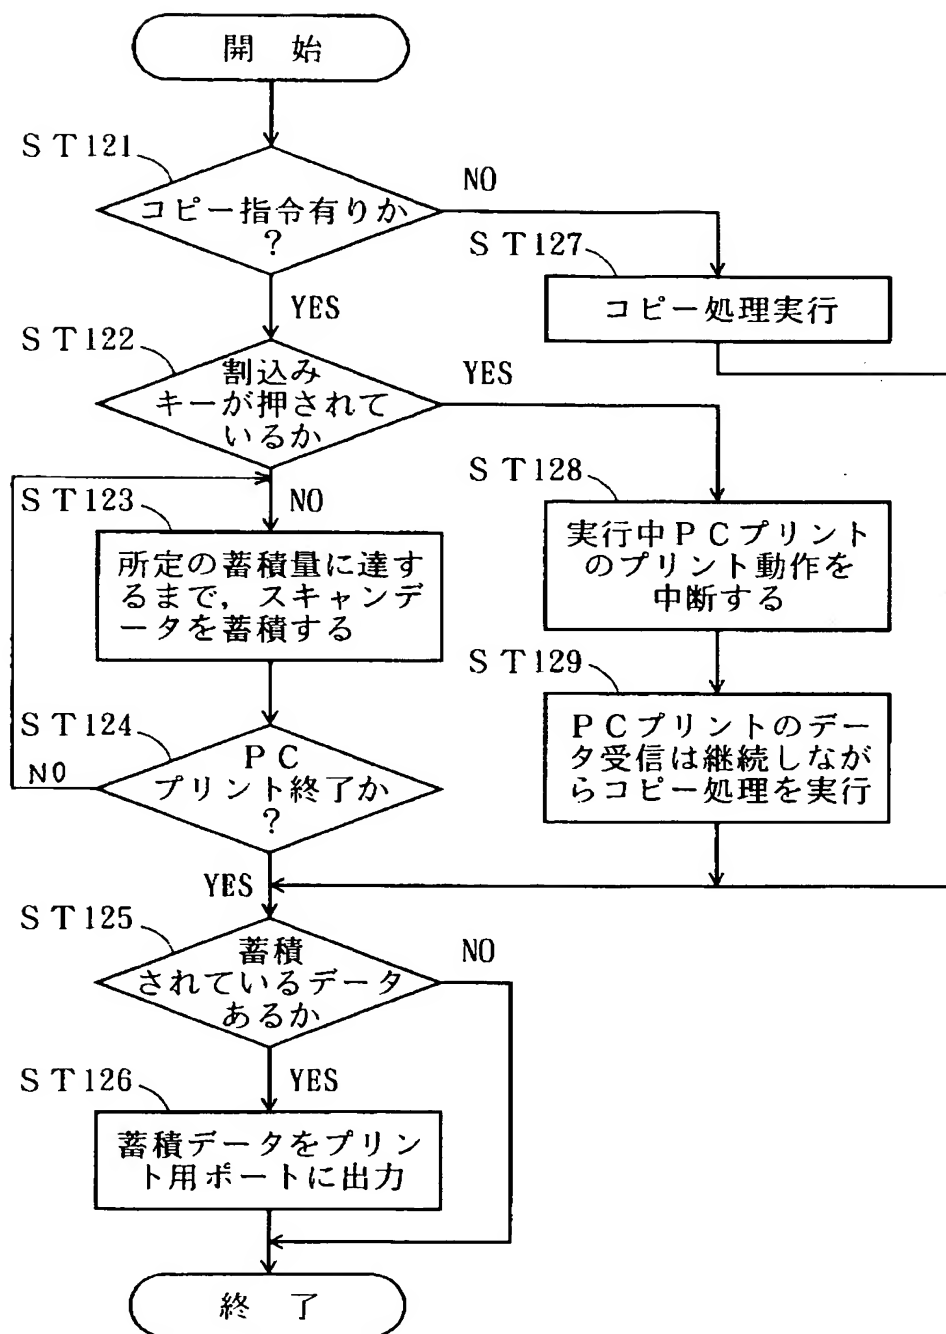 開 始
ST121
コピー指令有りか
?
NO
YES
ST127
コピー処理実行
ST122
割込み
キーが押されて
いるか
YES
NO
ST128
実行中PCプリント
のプリント動作を
中断する
ST123
所定の蓄積量に達す
るまで，スキャンデ
ータを蓄積する
ST129
PCプリントのデー
タ受信は継続しなが
らコピー処理を実行
ST124
PC
プリント終了か
?
NO
YES
ST125
蓄積
されているデータ
あるか
NO
YES
ST126
蓄積データをプリン
ト用ポートに出力
終 了